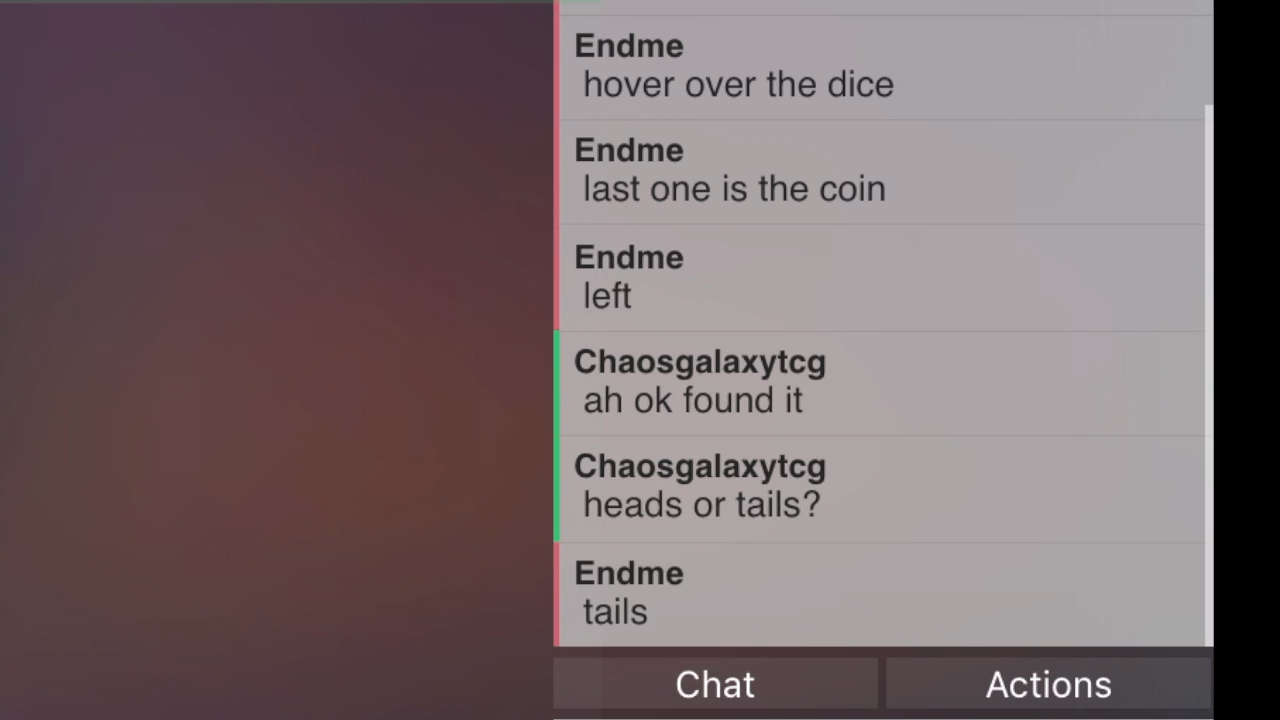 Endme
hover over the dice
Endme
last one is the coin
Endme
left
Chaosgalaxytcg
ah ok found it
Chaosgalaxytcg
heads or tails?
Endme
tails
Chat
Actions